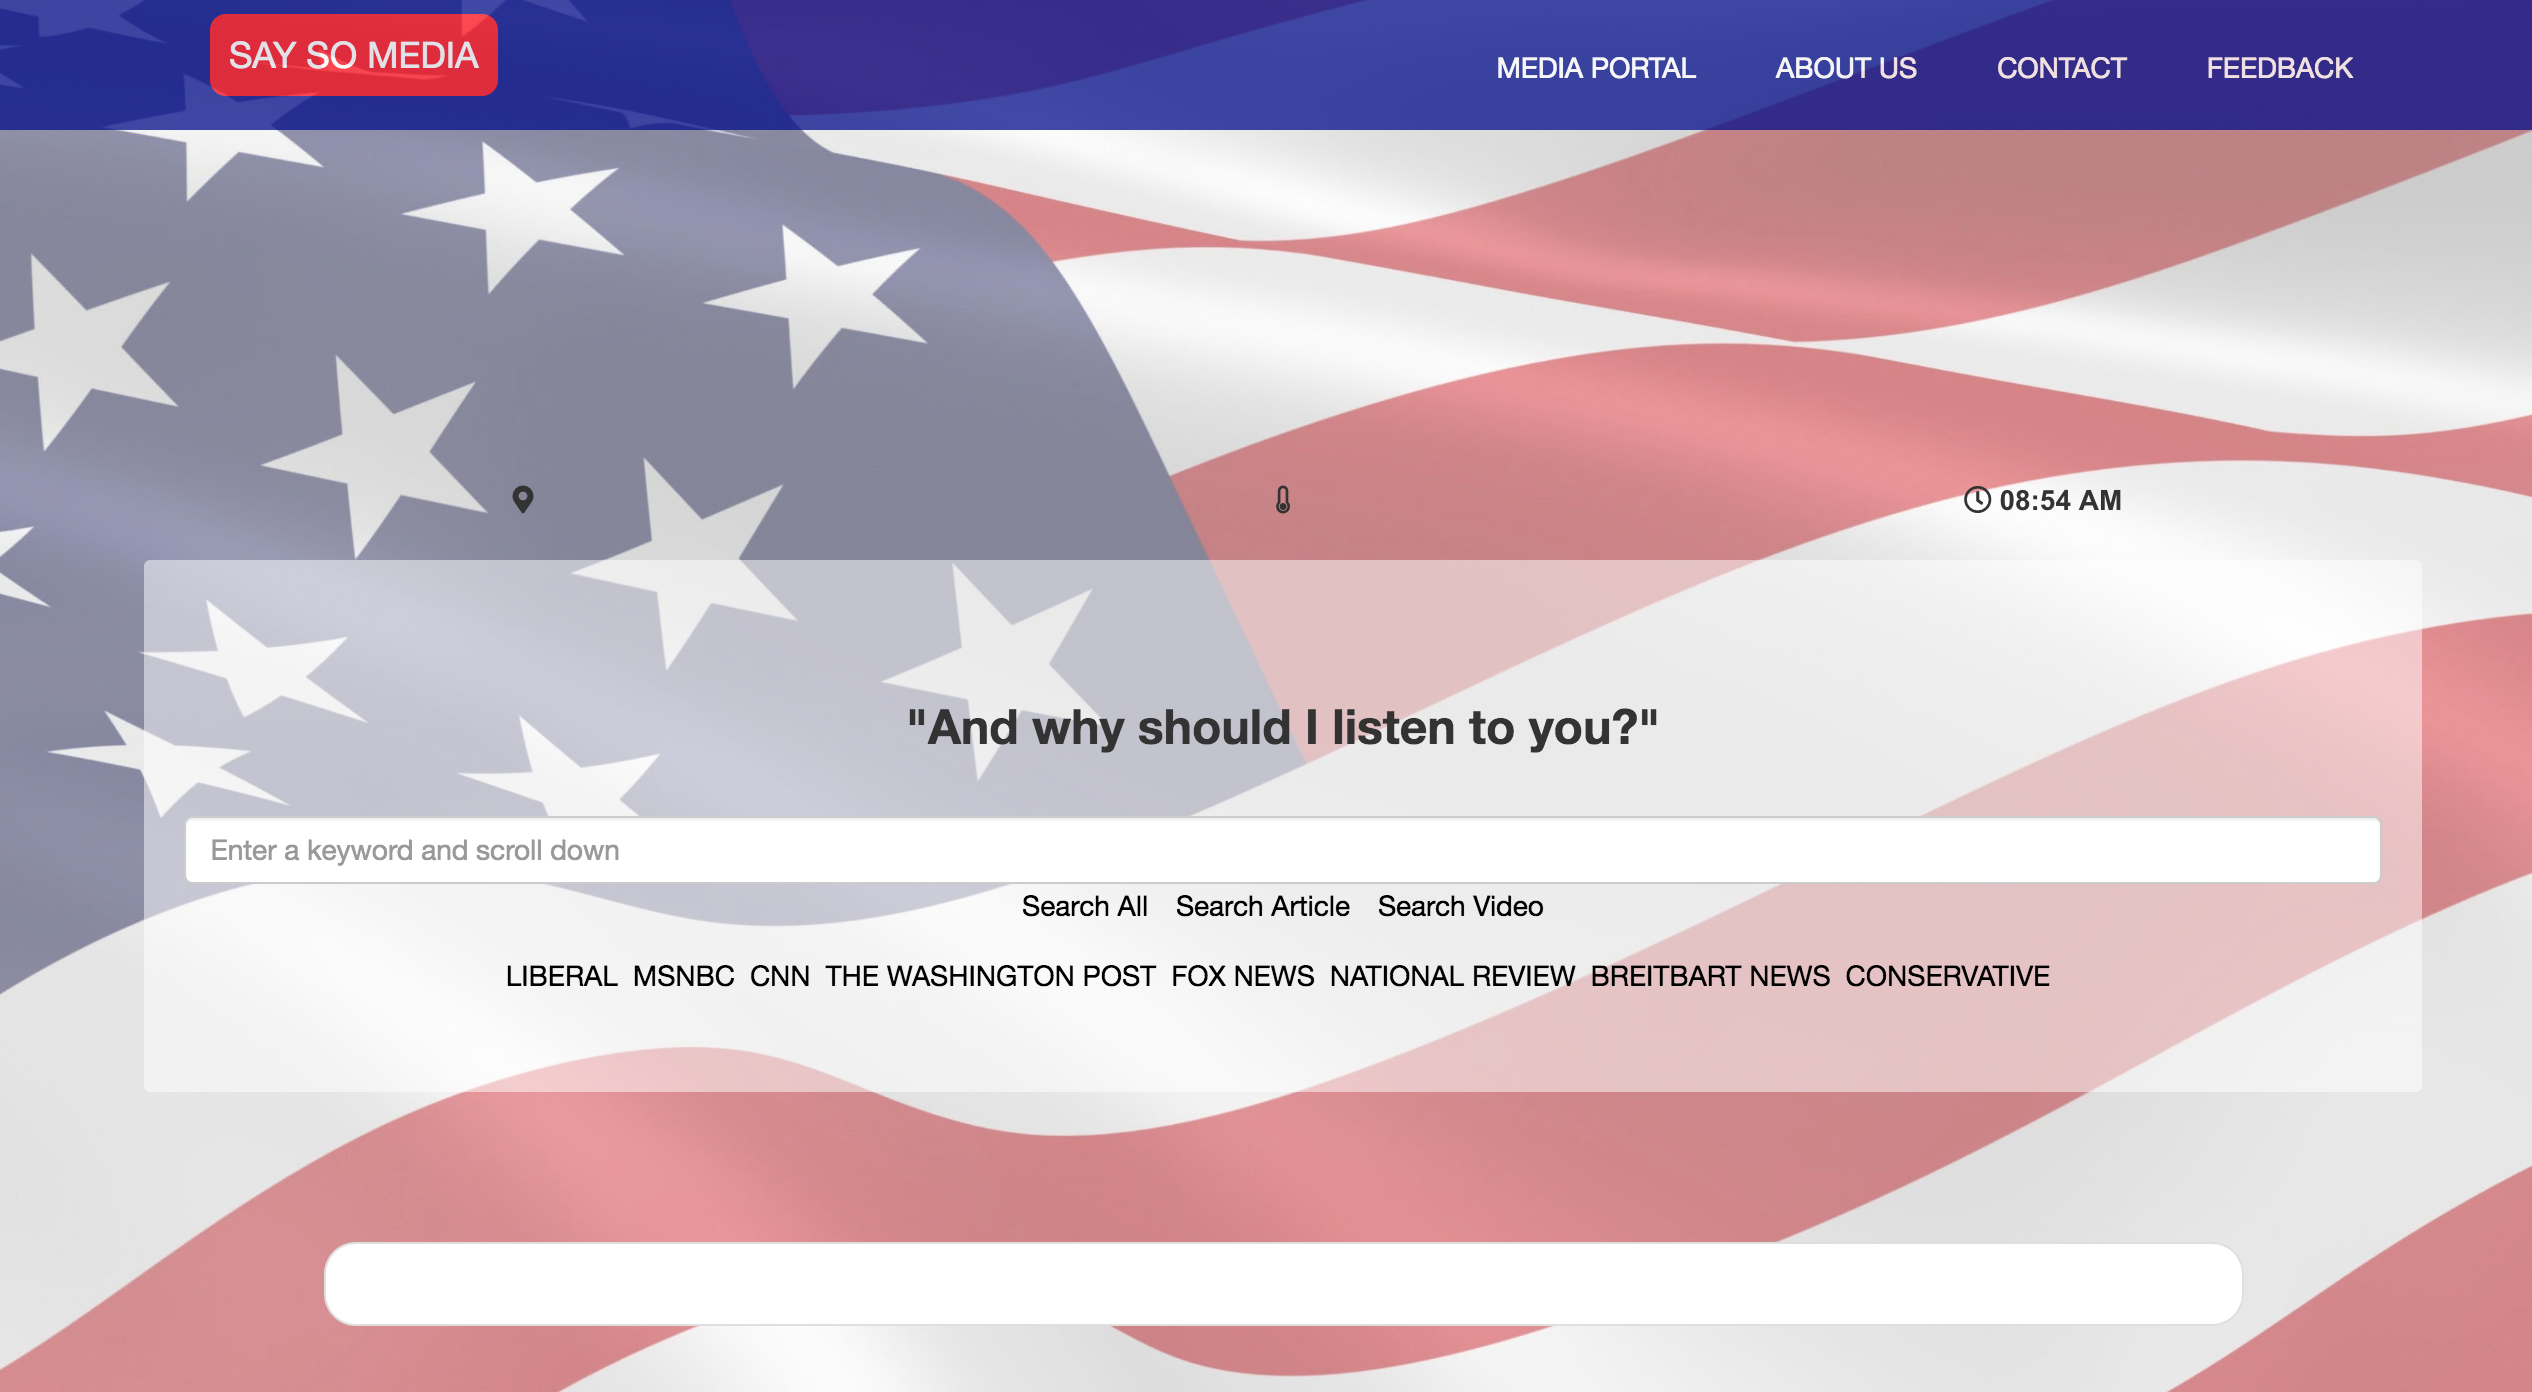 SAY SO MEDIA
MEDIA PORTAL ABOUT US CONTACT FEEDBACK
08:54 AM
"And why should I listen to you?"
Enter a keyword and scroll down
Search All Search Article Search Video
LIBERAL MSNBC CNN THE WASHINGTON POST FOX NEWS NATIONAL REVIEW BREITBART NEWS CONSERVATIVE